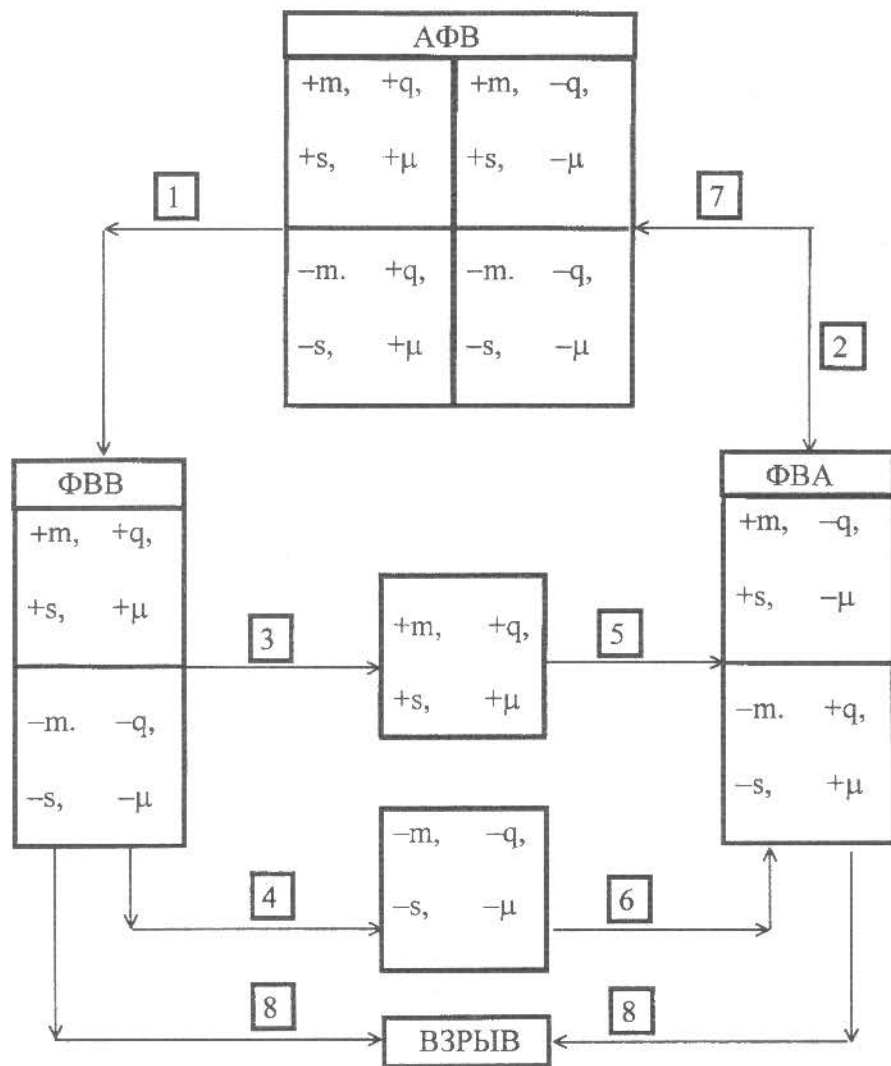 АФВ
+m, +q, +m, –q,
+s, +μ +s, –μ
1
7
–m. +q, –m. –q,
–s, +μ –s, –μ
2
ФВВ
ФВА
+m, +q,
+m, –q,
+s, +μ
+s, –μ
3
+m, +q,
5
+s, +μ
–m. –q,
–m. +q,
–s, –μ
–s, +μ
–m, –q,
4
–s, –μ
6
8
8
ВЗРЫВ